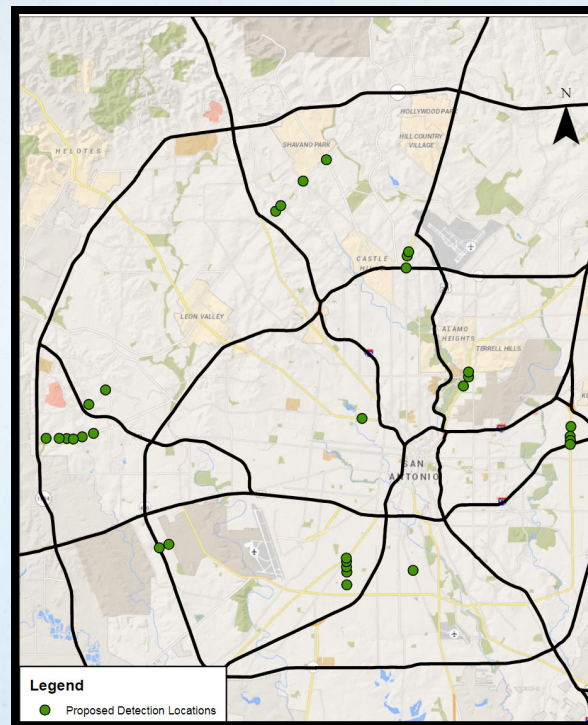 N
HOLLYWOOD PARK
HILL COUNTRY
VILLAGE
SHAVANO PARK
HELOTES
CASTLE
HILLS
LEON VALLEY
ALAMO
HEIGHTS
TERRELL HILLS
SAN
ANTONIO
Legend
Proposed Detection Locations